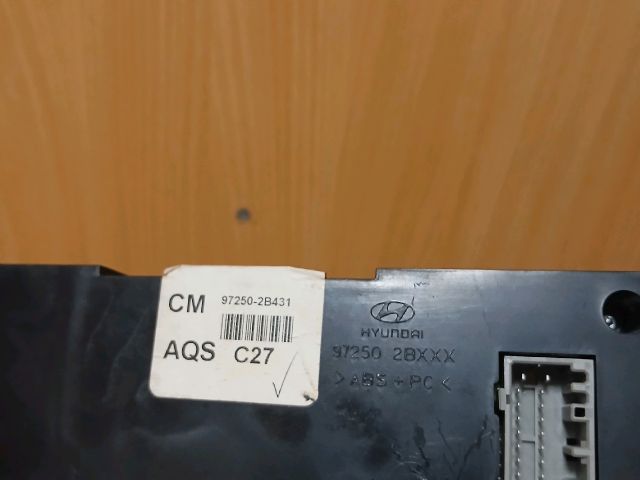 CM 97250-2B431
AQS C27
HYUNDAI
97250 2BXXX
>ABS+PC<